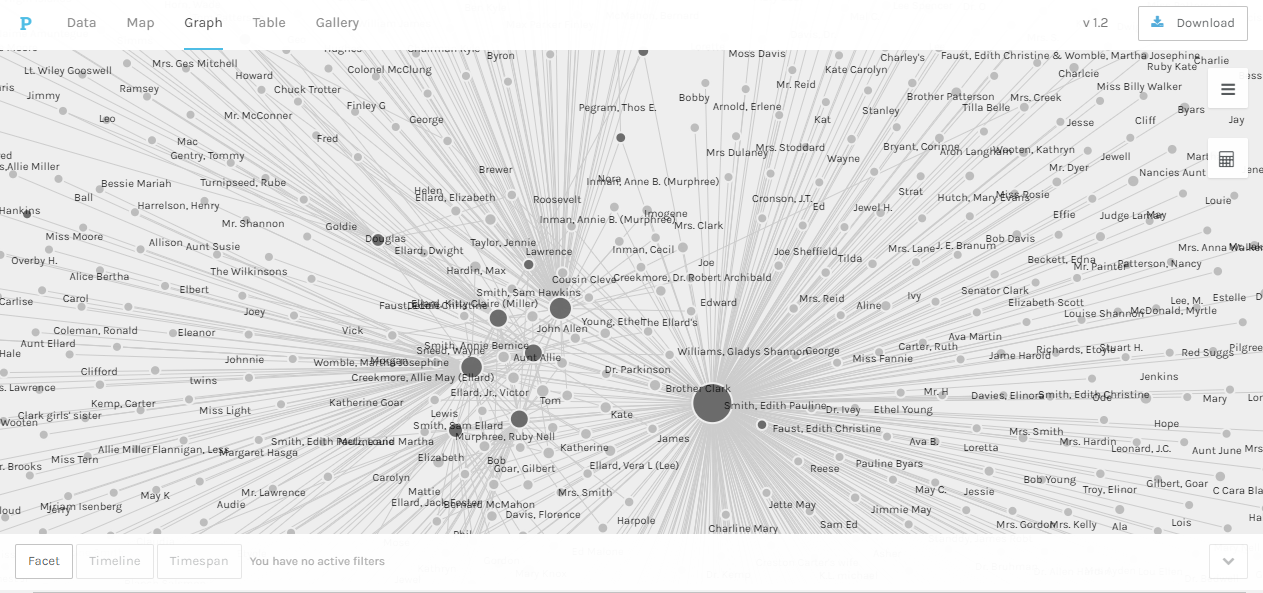 P Data Map Graph Table Gallery v 1.2 Download
Byron
Moss Davis
Charley's
Faust, Edith Christine & Womble, Martha Josephine
Charlie
Lt. Wiley Gooswell
Mrs. Ges Mitchell
Howard
Colonel McClung
Kate Carolyn
Ruby Kate
Charlcie
Jimmy
Ramsey
Chuck Trotter
Finley G
Pegram, Thos E.
Bobby
Arnold, Erlene
Mr. Reid
Stanley
Brother Patterson
Tilla Belle
Mrs. Creek
Miss Billy Walker
Byars
Leo
Mr. McConner
George
Kat
Jesse
Cliff
Jay
Mac
Fred
Gentry, Tommy
Mrs Dulaney
Mrs. Stoddard
Wayne
Bryant, Corinne
Aron Langham
Wooten, Kathryn
Jewell
Allie Miller
Brewer
Mr. Dyer
Nancies Aunt
Bessie Mariah
Turnipseed, Rube
Helen
Nora
Inman, Anne B. (Murphree)
Ball
Harrelson, Henry
Ellard, Elizabeth
Roosevelt
Cronson, J.T.
Ed
Jewel H.
Strat
Hutch, Mary Evans
Miss Rosie
Louie
Hankins
Mr. Shannon
Goldie
Inman, Annie B. (Murphree)
Imogene
Mrs. Clark
Effie
Judge Lamar
May
Miss Moore
Allison
Aunt Susie
Douglas
Ellard, Dwight
Taylor, Jennie
Lawrence
Inman, Cecil
Joe Sheffield
Tilda
Mrs. Lane
J. E. Branum
Bob Davis
Mrs. Anna Walker
Overby H.
The Wilkinsons
Hardin, Max
Joe
Beckett, Edna
Mr. Painter
Patterson, Nancy
Alice Bertha
Cousin Cleve
Creekmore, Dr. Robert Archibald
Carlise
Carol
Elbert
Smith, Sam Hawkins
Edward
Mrs. Reid
Aline
Ivy
Senator Clark
Elizabeth Scott
Lee, M.
Estelle
Joey
Ellard, Kitty Claire (Miller)
Louise Shannon
McDonald, Myrtle
Coleman, Ronald
Eleanor
Vick
John Allen
Young, Ethel
The Ellard's
Ava Martin
Aunt Ellard
Smith, Annie Bernice
Sneed, Wayne
Aunt Allie
Williams, Gladys Shannon
George
Miss Fannie
Carter, Ruth
Jame Harold
Richards, Etoyle
Stuart H.
Red Suggs
Hale
Johnnie
Womble, Martha Josephine
Morgan
Clifford
twins
Creekmore, Allie May (Ellard)
Dr. Parkinson
Jenkins
s. Lawrence
Ellard, Jr., Victor
Brother Clark
Mr. H
Davies, Elinora
Smith, Edith Christine
Mary
Kemp, Carter
Miss Light
Katherine Goar
Lewis
Tom
Kate
Smith, Edith Pauline
Dr. Ivey
Ethel Young
Clark girls' sister
Wooten
Smith, Sam Ellard
Faust, Edith Christine
Hope
Murphree, Ruby Nell
James
Mrs. Smith
Allie Miller
Flannigan, Less
Margaret Hasga
Katherine
Ava B.
Loretta
Mrs. Hardin
Leonard, J.C.
Aunt June
Mrs.
r. Brooks
Miss Tern
Elizabeth
Bob
Goar, Gilbert
Ellard, Vera L (Lee)
Reese
Pauline Byars
Carolyn
Bob Young
Gilbert, Goar
C Cara Bla
May K
Mr. Lawrence
Mattie
Mrs. Smith
May C.
Jessie
Troy, Elinor
Miriam Isenberg
Jerry
Audie
Ellard, Jack Foster
Bernard McMahon
Davis, Florence
Jette May
Jimmie May
Harpole
Charline Mary
Sam Ed
Mrs. Gordon
Mrs. Kelly
Ala
Lois
Facet Timeline Timespan You have no active filters